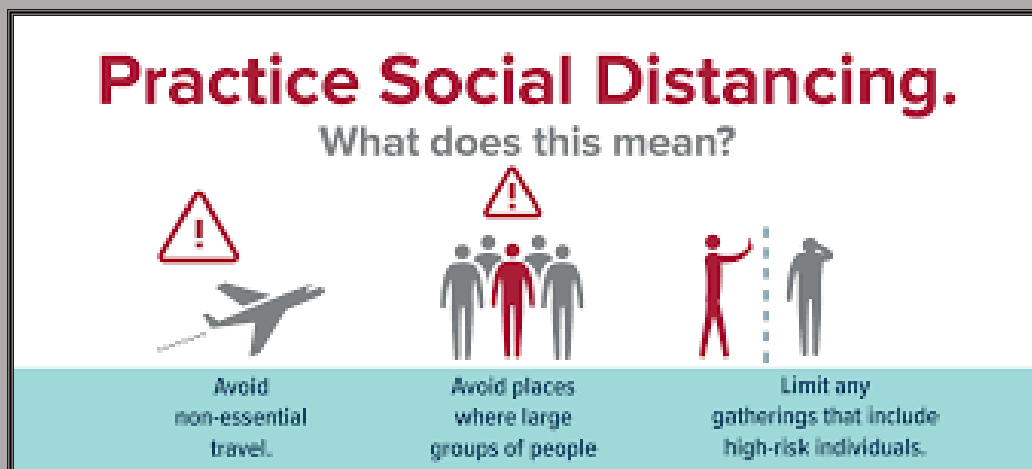 Practice Social Distancing.
What does this mean?
Avoid
non-essential
travel.
Avoid places
where large
groups of people
Limit any
gatherings that include
high-risk individuals.